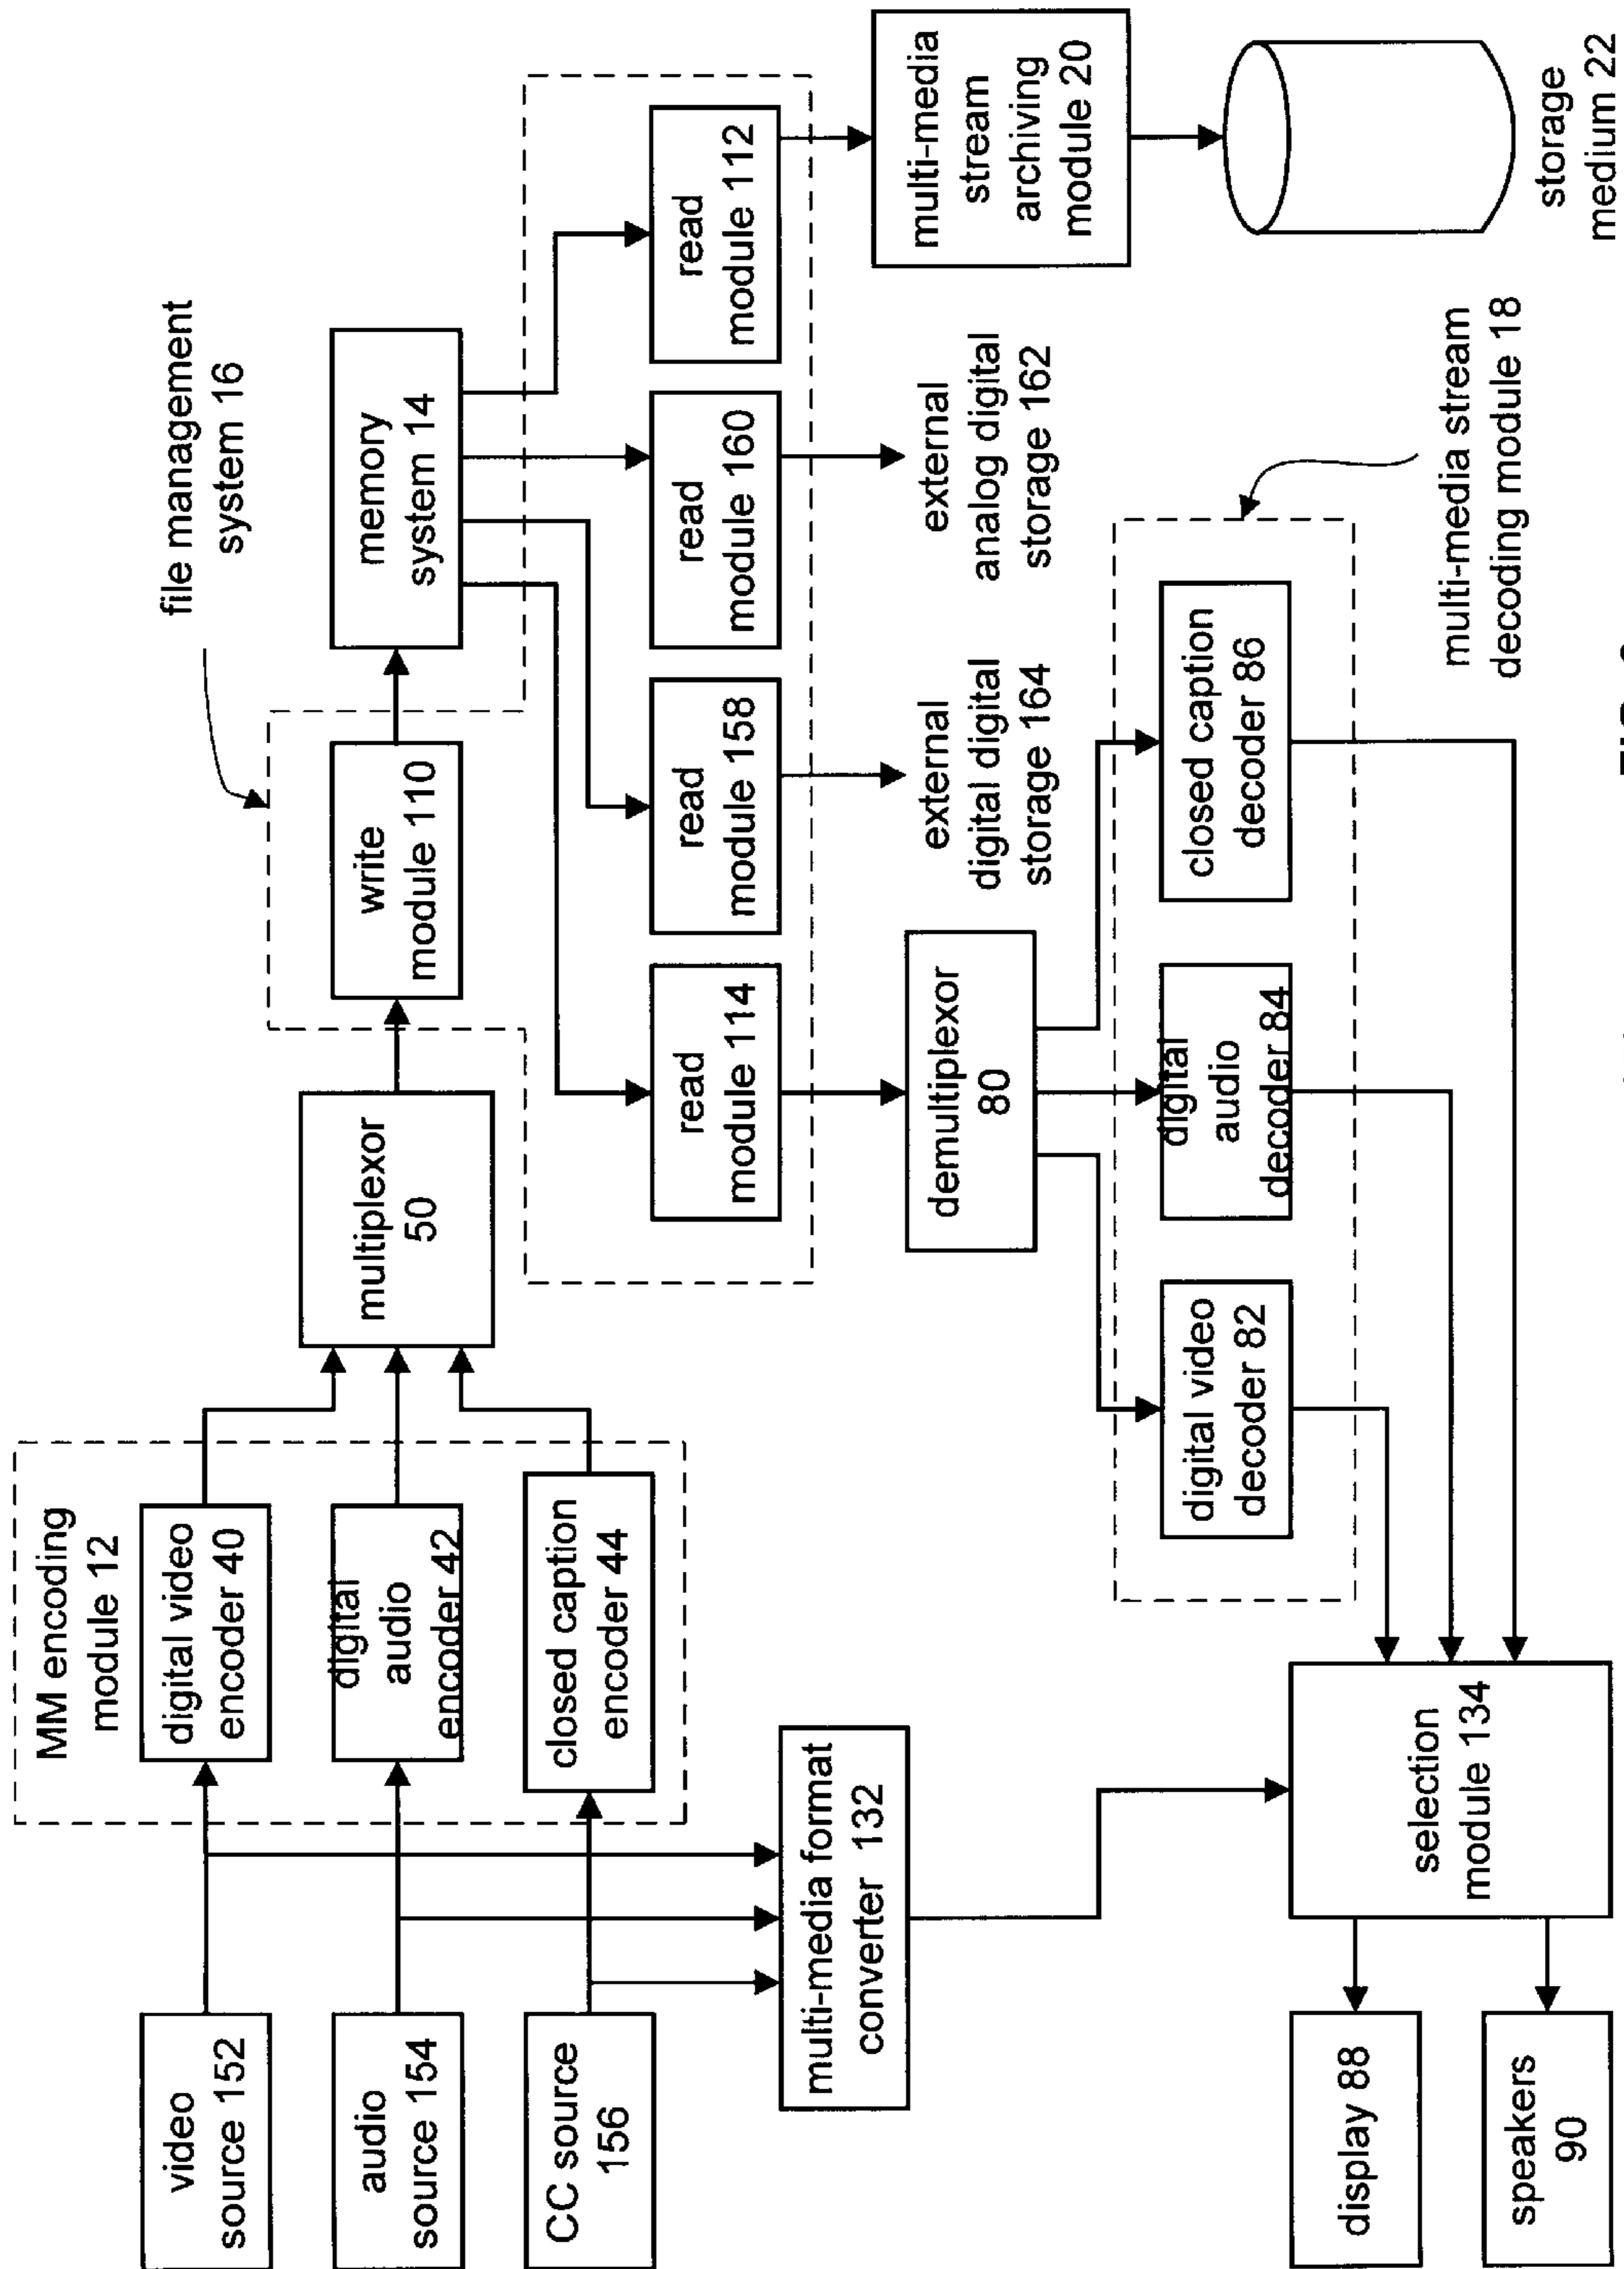 video
source 152
audio
source 154
CC source
156
MM encoding
module 12
digital video
encoder 40
digital
audio
encoder 42
closed caption
encoder 44
multiplexor
50
file management
system 16
write
module 110
memory
system 14
read
module 114
read
module 158
read
module 160
read
module 112
multi-media format
converter 132
demultiplexor
80
external
digital digital
storage 164
external
analog digital
storage 162
multi-media
stream
archiving
module 20
digital video
decoder 82
digital
audio
decoder 84
closed caption
decoder 86
multi-media stream
decoding module 18
storage
medium 22
selection
module 134
display 88
speakers
90